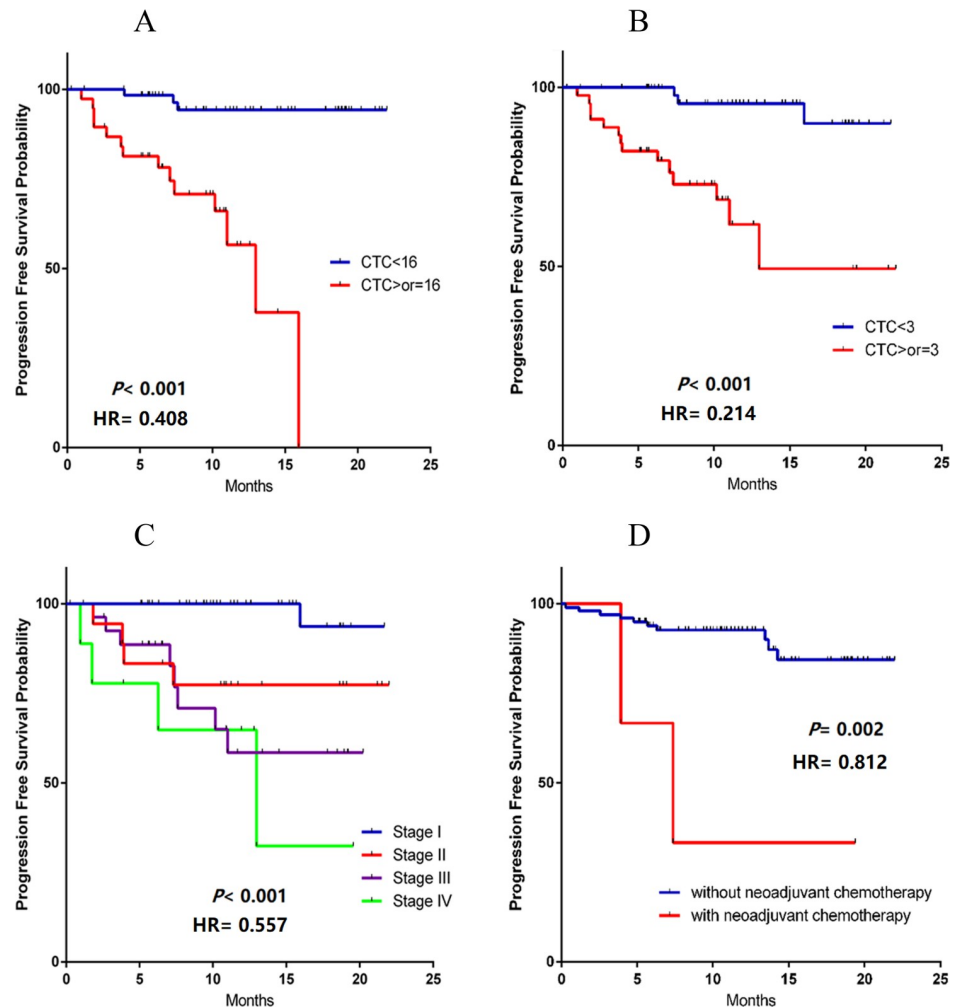 A
Progression Free Survival Probability
100
50
0
CTC<16
CTC>or=16
P< 0.001
HR= 0.408
0 5 10 15 20 25
Months
B
Progression Free Survival Probability
100
50
0
CTC<3
CTC>or=3
P< 0.001
HR= 0.214
0 5 10 15 20 25
Months
C
Progression Free Survival Probability
100
50
0
Stage I
Stage II
Stage III
Stage IV
P< 0.001
HR= 0.557
0 5 10 15 20 25
Months
D
Progression Free Survival Probability
100
50
0
P= 0.002
HR= 0.812
without neoadjuvant chemotherapy
with neoadjuvant chemotherapy
0 5 10 15 20 25
Months